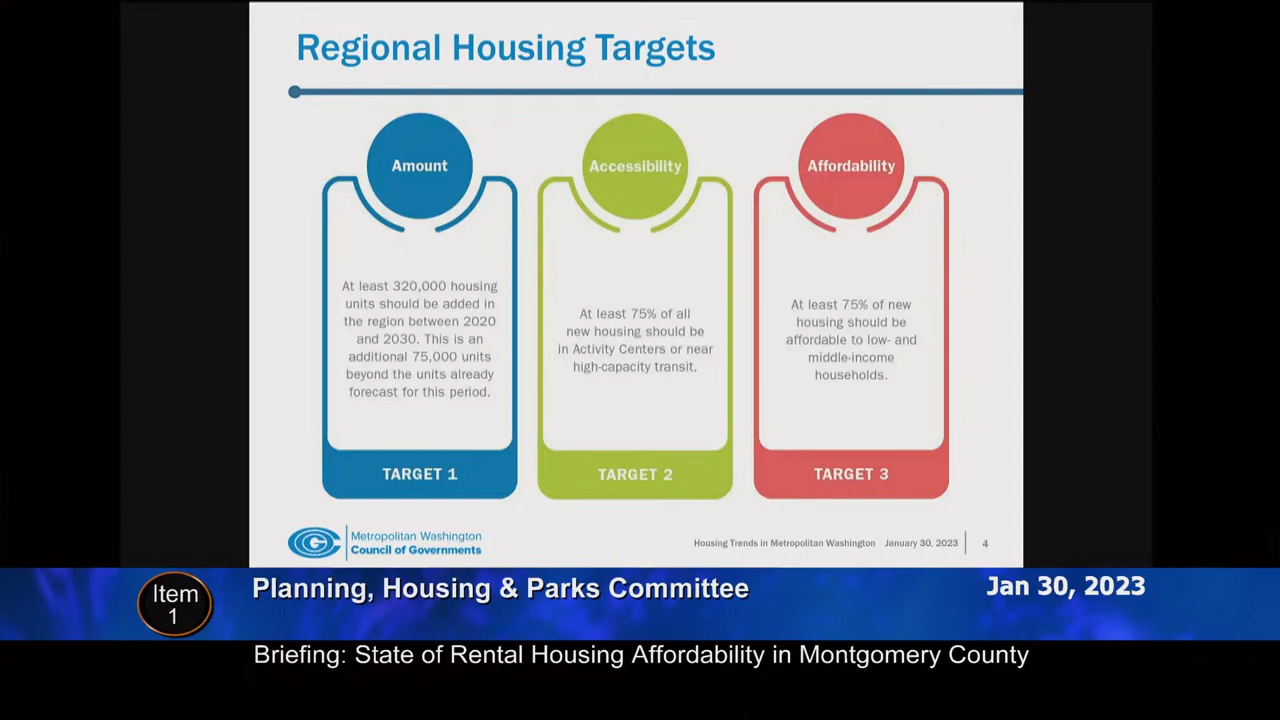 Regional Housing Targets
Amount
At least 320,000 housing
units should be added in
the region between 2020
and 2030. This is an
additional 75,000 units
beyond the units already
forecast for this period.
TARGET 1
Accessibility
At least 75% of all
new housing should be
in Activity Centers or near
high-capacity transit.
TARGET 2
Affordability
At least 75% of new
housing should be
affordable to low- and
middle-income
households.
TARGET 3
Metropolitan Washington
Council of Governments
Housing Trends in Metropolitan Washington January 30, 2023 4
Item
1
Planning, Housing & Parks Committee
Jan 30, 2023
Briefing: State of Rental Housing Affordability in Montgomery County